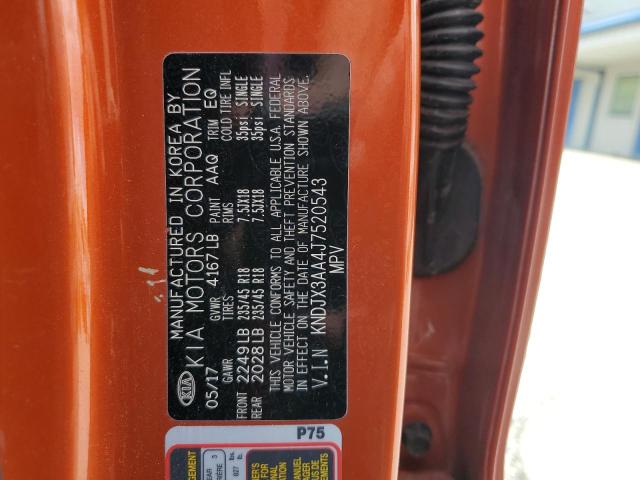 MANUFACTURED IN KOREA BY
KIA KIA MOTORS CORPORATION
05/17 GVWR 4167LB PAINT AAQ TRIM EQ
GAWR TIRES RIMS COLD TIRE INFL
FRONT 2249LB 235/45 R18 7.5JX18 35psi SINGLE
REAR 2028LB 235/45 R18 7.5JX18 35psi SINGLE
THIS VEHICLE CONFORMS TO ALL APPLICABLE U.S.A. FEDERAL
MOTOR VEHICLE SAFETY AND THEFT PREVENTION STANDARDS
IN EFFECT ON THE DATE OF MANUFACTURE SHOWN ABOVE.
V.I.N KNDJX3AA4J7520543
MPV
P75